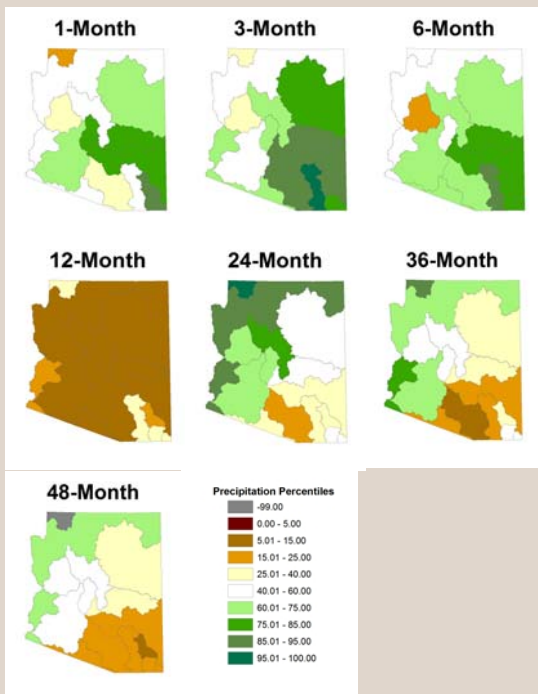 1-Month
3-Month
6-Month
12-Month
24-Month
36-Month
48-Month
Precipitation Percentiles
-99.00
0.00 - 5.00
5.01 - 15.00
15.01 - 25.00
25.01 - 40.00
40.01 - 60.00
60.01 - 75.00
75.01 - 85.00
85.01 - 95.00
95.01 - 100.00